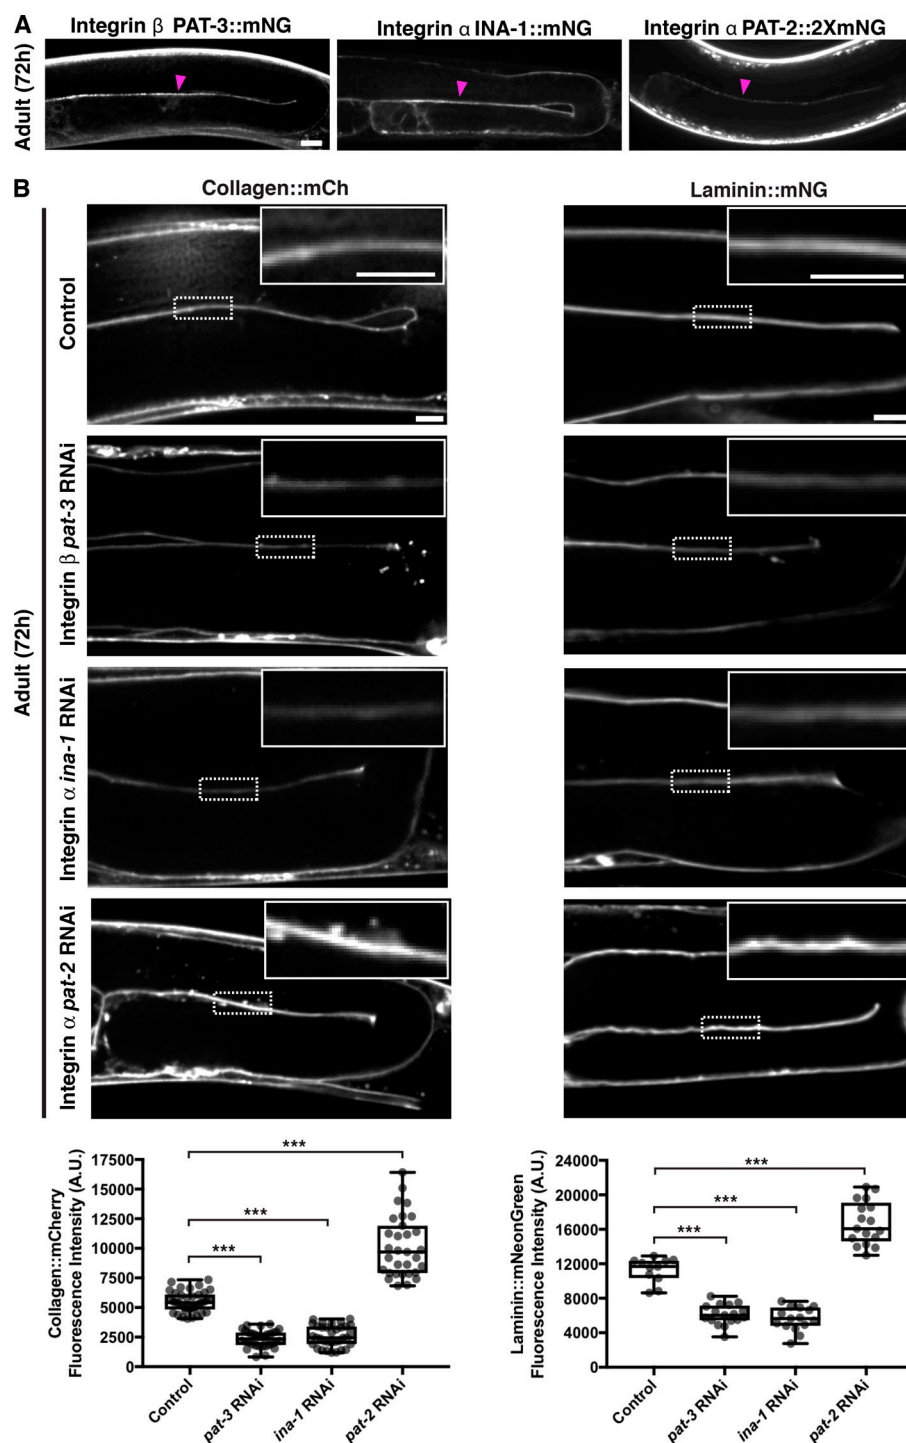 A
Integrin β PAT-3::mNG
Integrin α INA-1::mNG
Integrin α PAT-2::2XmNG
Adult (72h)
B
Collagen::mCh
Laminin::mNG
Adult (72h)
Control
Integrin β pat-3 RNAi
Integrin α ina-1 RNAi
Integrin α pat-2 RNAi
Collagen::mCherry
Fluorescence Intensity (A.U.)
17500
15000
12500
10000
7500
5000
2500
0
***
***
***
Control
pat-3 RNAi
ina-1 RNAi
pat-2 RNAi
Laminin::mNeonGreen
Fluorescence Intensity (A.U.)
24000
20000
16000
12000
8000
4000
0
***
***
***
Control
pat-3 RNAi
ina-1 RNAi
pat-2 RNAi